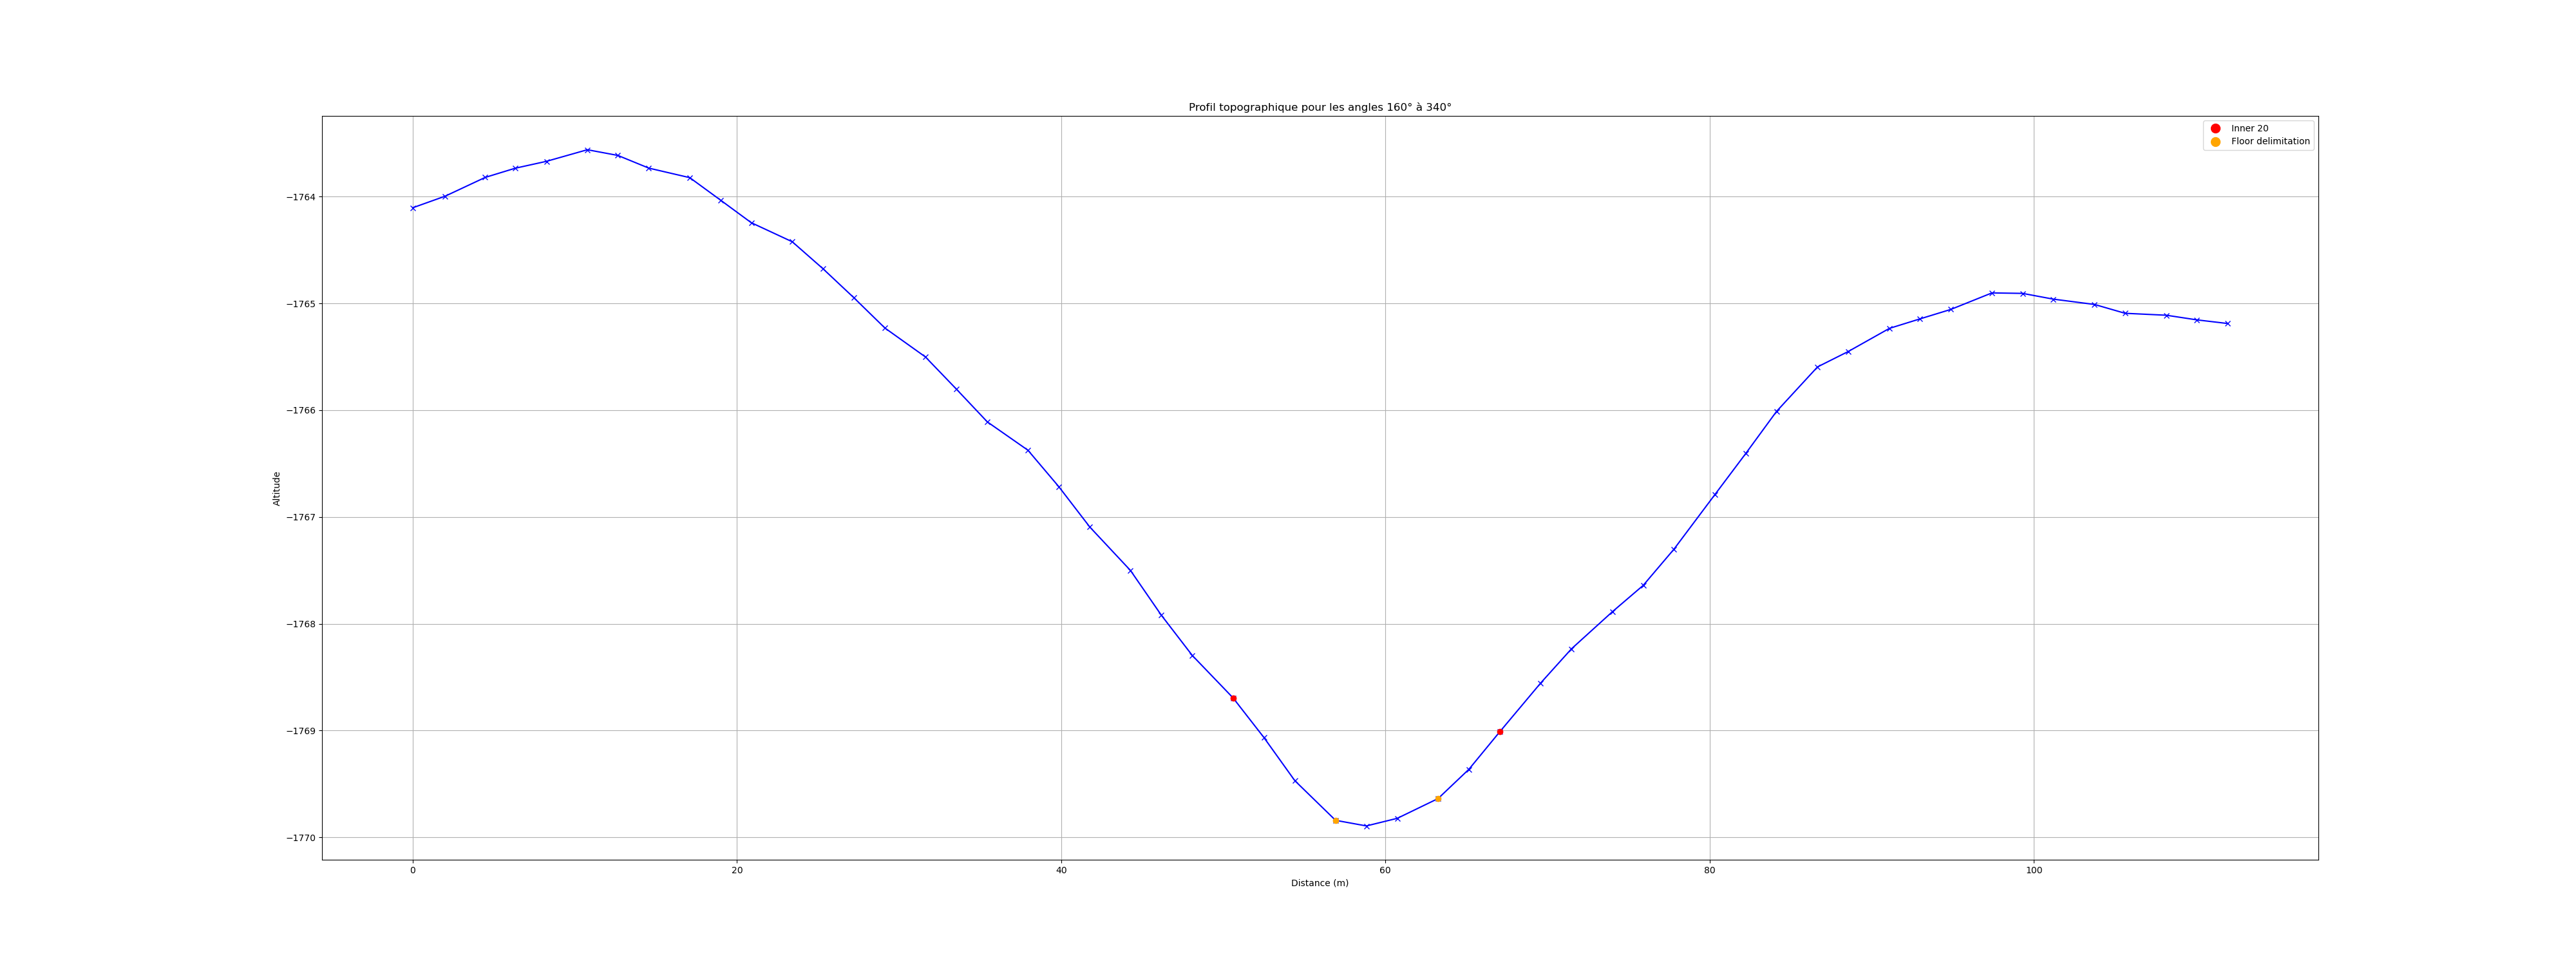 Profil topographique pour les angles 160° à 340°
Inner 20
Floor delimitation
Altitude
−1764
−1765
−1766
−1767
−1768
−1769
−1770
0 20 40 60 80 100
Distance (m)